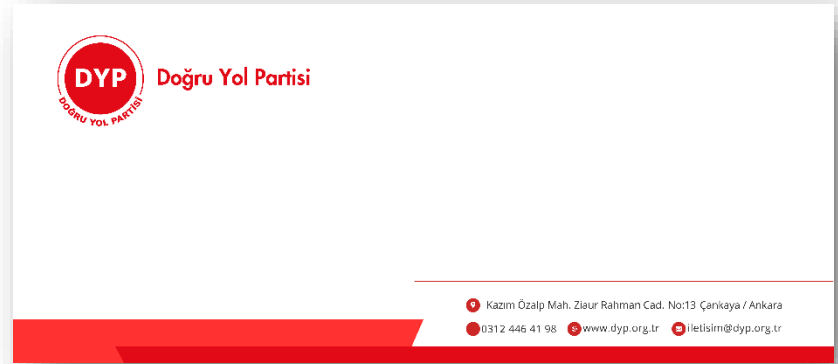 DYP
DOĞRU YOL PARTİSİ
Doğru Yol Partisi
Kazım Özalp Mah. Ziaur Rahman Cad. No:13 Çankaya / Ankara
0312 446 41 98 www.dyp.org.tr iletisim@dyp.org.tr